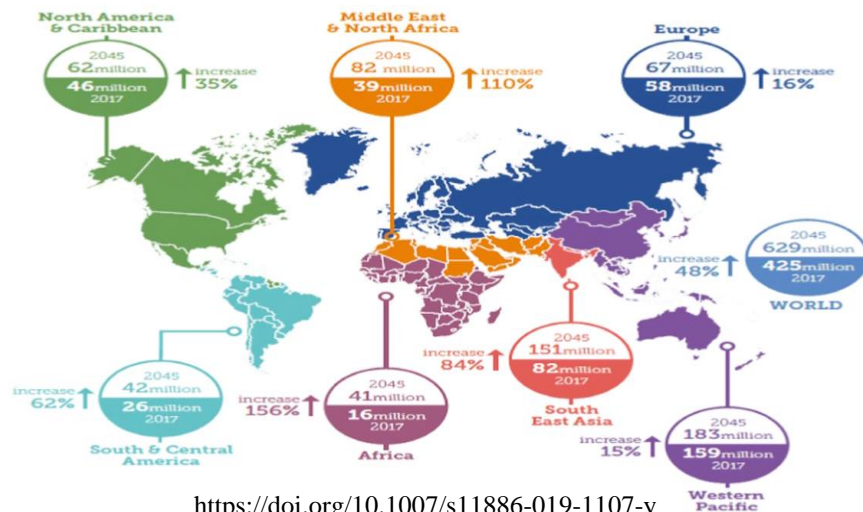 North America
& Caribbean
2045
62million
46million
2017
increase
35%
Middle East
& North Africa
2045
82 million
39million
2017
increase
110%
Europe
2045
67million
58million
2017
increase
16%
2045
629million
425million
2017
increase
48%
WORLD
2045
42million
26million
2017
increase
62%
South & Central
America
2045
41million
16million
2017
increase
156%
Africa
2045
151million
82million
2017
increase
84%
South
East Asia
2045
183million
159million
2017
increase
15%
Western
Pacific
https://doi.org/10.1007/s11886-019-1107-y